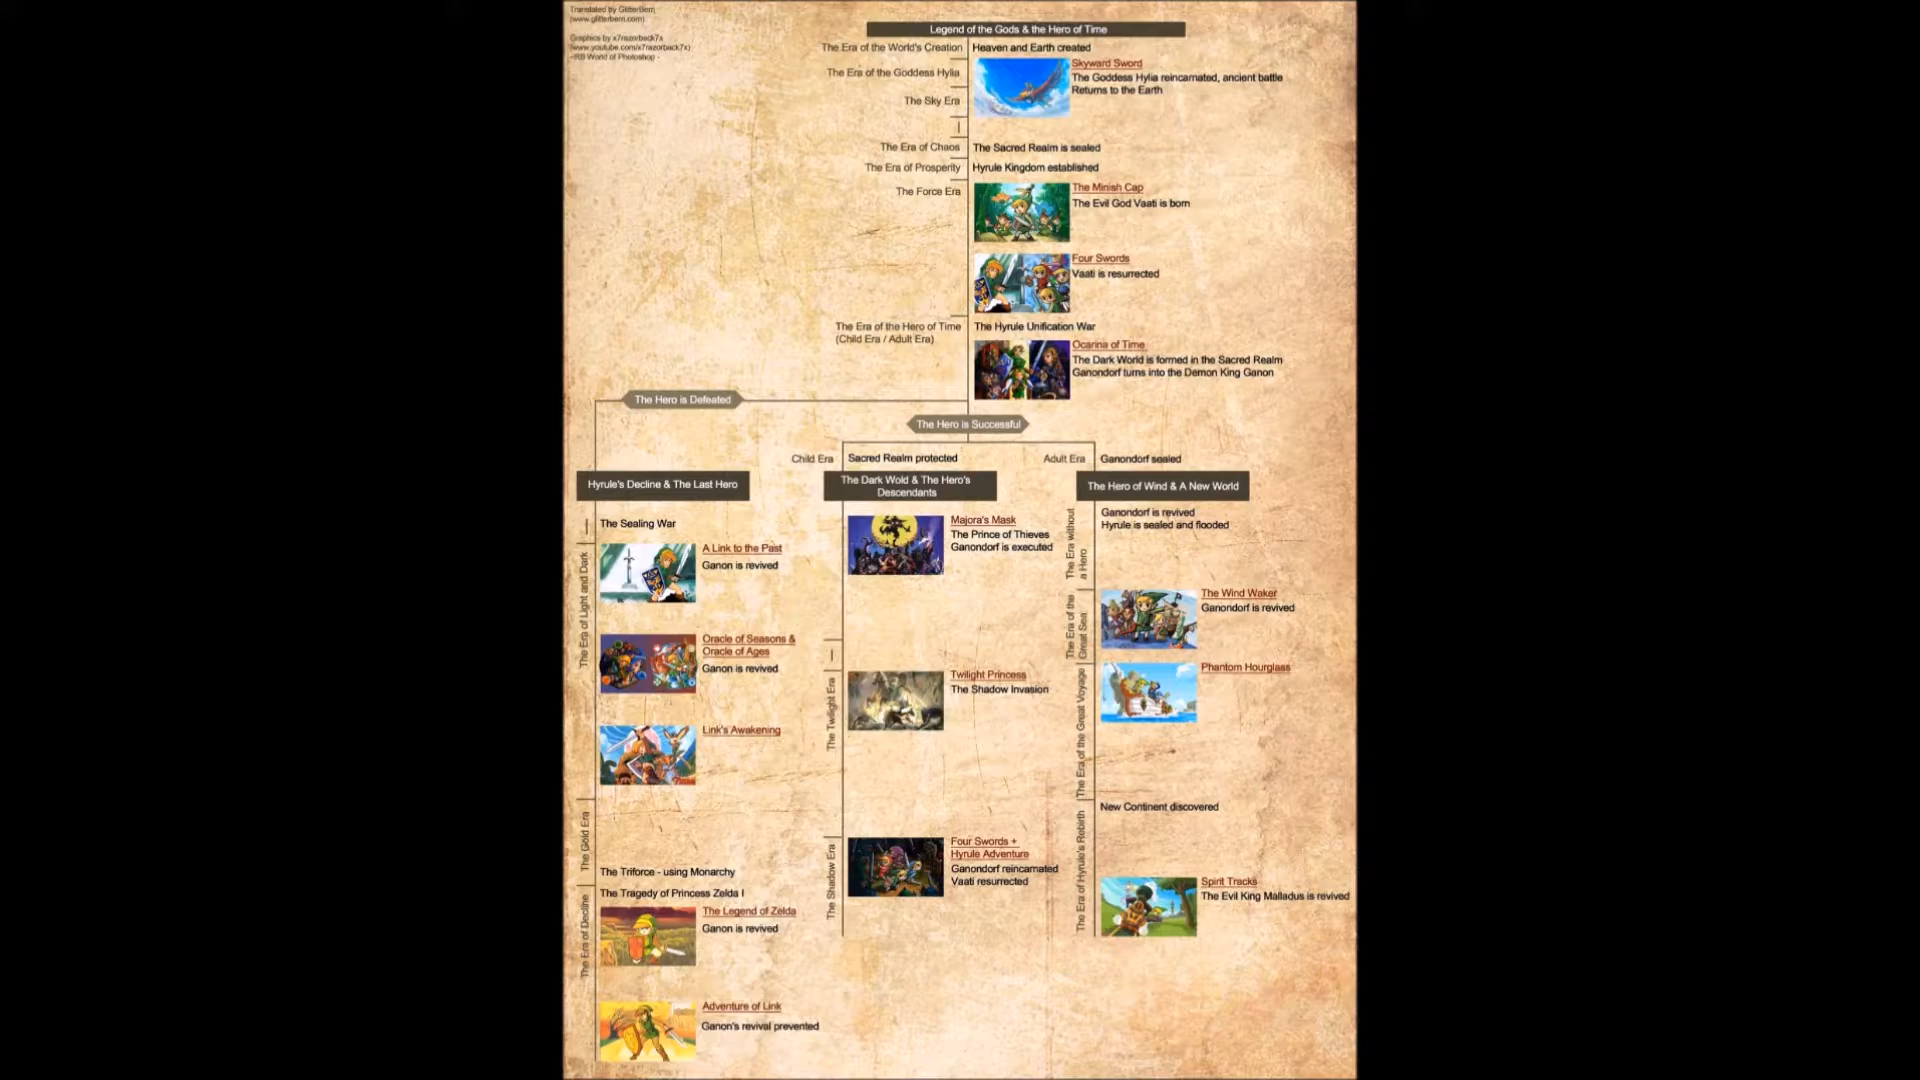 Translated by GlitterBerri
(www.glitterberri.com)
Graphics by x7razorback7x
(www.youtube.com/x7razorback7x)
~RB World of Photoshop -
Legend of the Gods & the Hero of Time
The Era of the World's Creation
Heaven and Earth created
The Era of the Goddess Hylia
Skyward Sword
The Goddess Hylia reincarnated, ancient battle
Returns to the Earth
The Sky Era
The Era of Chaos
The Sacred Realm is sealed
The Era of Prosperity
Hyrule Kingdom established
The Force Era
The Minish Cap
The Evil God Vaati is born
Four Swords
Vaati is resurrected
The Era of the Hero of Time
(Child Era / Adult Era)
The Hyrule Unification War
Ocarina of Time
The Dark World is formed in the Sacred Realm
Ganondorf turns into the Demon King Ganon
The Hero is Defeated
The Hero is Successful
Child Era
Sacred Realm protected
Adult Era
Ganondorf sealed
Hyrule's Decline & The Last Hero
The Sealing War
The Era of Light and Dark
A Link to the Past
Ganon is revived
Oracle of Seasons &
Oracle of Ages
Ganon is revived
Link's Awakening
The Gold Era
The Triforce - using Monarchy
The Tragedy of Princess Zelda I
The Era of Decline
The Legend of Zelda
Ganon is revived
Adventure of Link
Ganon's revival prevented
The Dark Wold & The Hero's
Descendants
Majora's Mask
The Prince of Thieves
Ganondorf is executed
The Twilight Era
Twilight Princess
The Shadow Invasion
The Shadow Era
Four Swords +
Hyrule Adventure
Ganondorf reincarnated
Vaati resurrected
The Hero of Wind & A New World
The Era without
a Hero
Ganondorf is revived
Hyrule is sealed and flooded
The Era of the
Great Sea
The Wind Waker
Ganondorf is revived
The Era of the Great Voyage
Phantom Hourglass
The Era of Hyrule's Rebirth
New Continent discovered
Spirit Tracks
The Evil King Malladus is revived